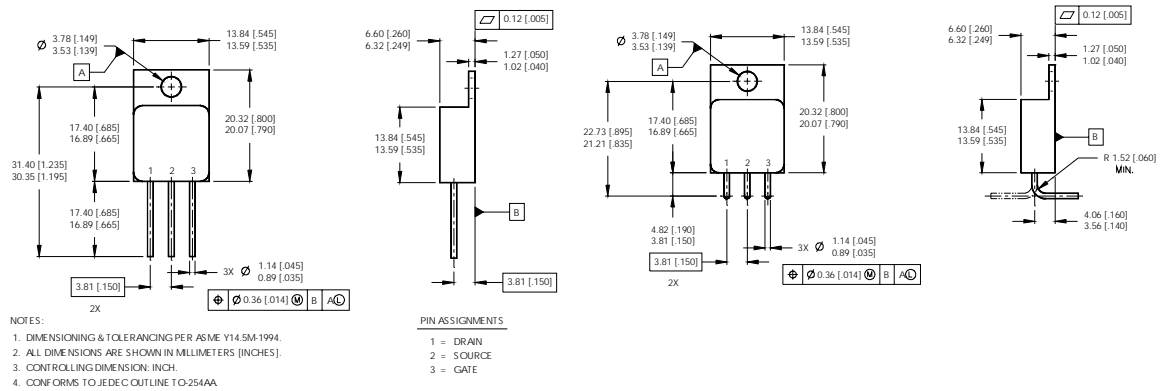 0.12 [.005]
3.78 [.149]
3.53 [.139]
13.84 [.545]
13.59 [.535]
A
6.60 [.260]
6.32 [.249]
1.27 [.050]
1.02 [.040]
17.40 [.685]
16.89 [.665]
20.32 [.800]
20.07 [.790]
31.40 [1.235]
30.35 [1.195]
1 2 3
17.40 [.685]
16.89 [.665]
3.81 [.150]
2X
3X Ø 1.14 [.045]
0.89 [.035]
⌖ Ø 0.36 [.014] Ⓜ B A Ⓛ
13.84 [.545]
13.59 [.535]
B
3.81 [.150]
Ø 3.78 [.149]
3.53 [.139]
13.84 [.545]
13.59 [.535]
A
17.40 [.685]
16.89 [.665]
20.32 [.800]
20.07 [.790]
22.73 [.895]
21.21 [.835]
1 2 3
4.82 [.190]
3.81 [.150]
3.81 [.150]
2X
3X Ø 1.14 [.045]
0.89 [.035]
⌖ Ø 0.36 [.014] Ⓜ B A Ⓛ
0.12 [.005]
6.60 [.260]
6.32 [.249]
1.27 [.050]
1.02 [.040]
13.84 [.545]
13.59 [.535]
B
R 1.52 [.060]
MIN.
4.06 [.160]
3.56 [.140]
NOTES:
1. DIMENSIONING & TOLERANCING PER ASME Y14.5M-1994.
2. ALL DIMENSIONS ARE SHOWN IN MILLIMETERS [INCHES].
3. CONTROLLING DIMENSION: INCH.
4. CONFORMS TO JEDEC OUTLINE TO-254AA.
PIN ASSIGNMENTS
1 = DRAIN
2 = SOURCE
3 = GATE